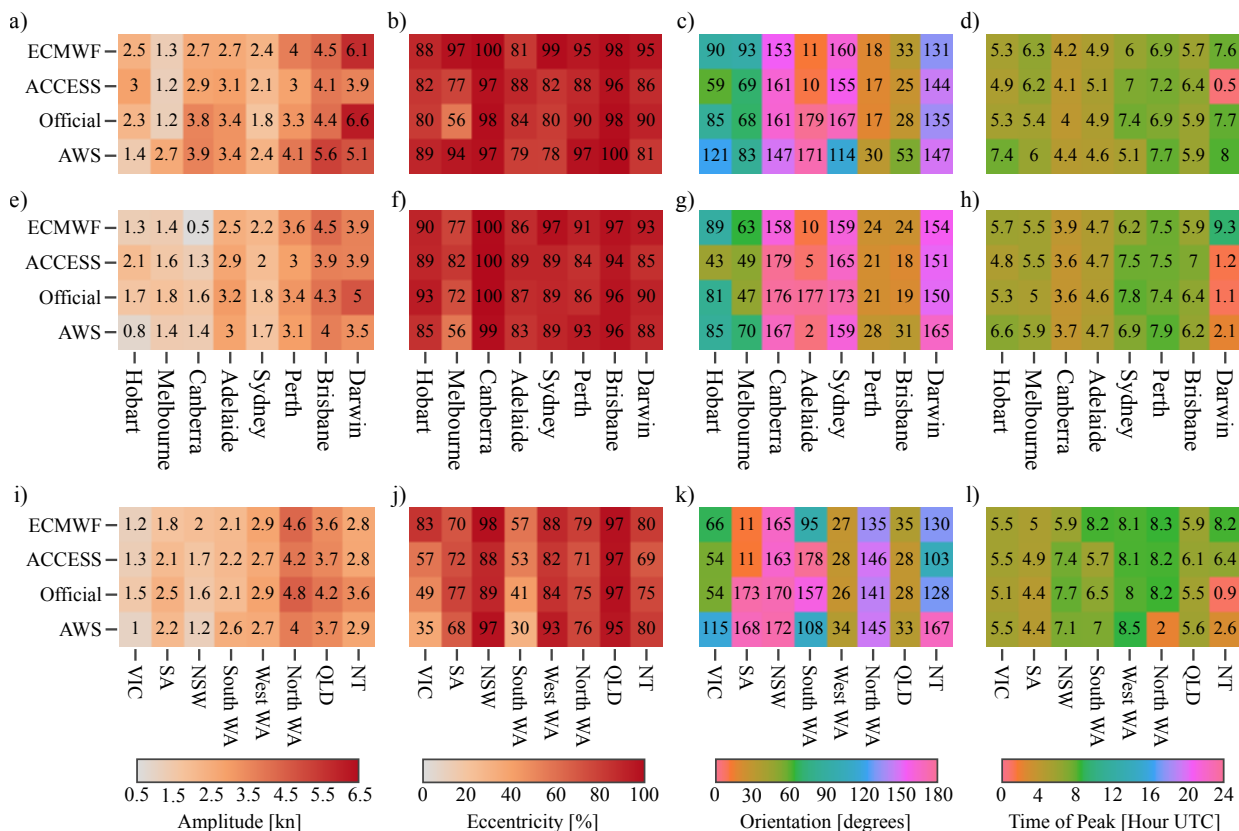 a) b) c) d)
ECMWF 2.5 1.3 2.7 2.7 2.4 4 4.5 6.1 88 97 100 81 99 95 98 95 90 93 153 11 160 18 33 131 5.3 6.3 4.2 4.9 6 6.9 5.7 7.6
ACCESS 3 1.2 2.9 3.1 2.1 3 4.1 3.9 82 77 97 88 82 88 96 86 59 69 161 10 155 17 25 144 4.9 6.2 4.1 5.1 7 7.2 6.4 0.5
Official 2.3 1.2 3.8 3.4 1.8 3.3 4.4 6.6 80 56 98 84 80 90 98 90 85 68 161 179 167 17 28 135 5.3 5.4 4 4.9 7.4 6.9 5.9 7.7
AWS 1.4 2.7 3.9 3.4 2.4 4.1 5.6 5.1 89 94 97 79 78 97 100 81 121 83 147 171 114 30 53 147 7.4 6 4.4 4.6 5.1 7.7 5.9 8
e) f) g) h)
ECMWF 1.3 1.4 0.5 2.5 2.2 3.6 4.5 3.9 90 77 100 86 97 91 97 93 89 63 158 10 159 24 24 154 5.7 5.5 3.9 4.7 6.2 7.5 5.9 9.3
ACCESS 2.1 1.6 1.3 2.9 2 3 3.9 3.9 89 82 100 89 89 84 94 85 43 49 179 5 165 21 18 151 4.8 5.5 3.6 4.7 7.5 7.5 7 1.2
Official 1.7 1.8 1.6 3.2 1.8 3.4 4.3 5 93 72 100 87 89 86 96 90 81 47 176 177 173 21 19 150 5.3 5 3.6 4.6 7.8 7.4 6.4 1.1
AWS 0.8 1.4 1.4 3 1.7 3.1 4 3.5 85 56 99 83 89 93 96 88 85 70 167 2 159 28 31 165 6.6 5.9 3.7 4.7 6.9 7.9 6.2 2.1
Hobart Melbourne Canberra Adelaide Sydney Perth Brisbane Darwin Hobart Melbourne Canberra Adelaide Sydney Perth Brisbane Darwin Hobart Melbourne Canberra Adelaide Sydney Perth Brisbane Darwin Hobart Melbourne Canberra Adelaide Sydney Perth Brisbane Darwin
i) j) k) l)
ECMWF 1.2 1.8 2 2.1 2.9 4.6 3.6 2.8 83 70 98 57 88 79 97 80 66 11 165 95 27 135 35 130 5.5 5 5.9 8.2 8.1 8.3 5.9 8.2
ACCESS 1.3 2.1 1.7 2.2 2.7 4.2 3.7 2.8 57 72 88 53 82 71 97 69 54 11 163 178 28 146 28 103 5.5 4.9 7.4 5.7 8.1 8.2 6.1 6.4
Official 1.5 2.5 1.6 2.1 2.9 4.8 4.2 3.6 49 77 89 41 84 75 97 75 54 173 170 157 26 141 28 128 5.1 4.4 7.7 6.5 8 8.2 5.5 0.9
AWS 1 2.2 1.2 2.6 2.7 4 3.7 2.9 35 68 97 30 93 76 95 80 115 168 172 108 34 145 33 167 5.5 4.4 7.1 7 8.5 2 5.6 2.6
VIC SA NSW South WA West WA North WA QLD NT VIC SA NSW South WA West WA North WA QLD NT VIC SA NSW South WA West WA North WA QLD NT VIC SA NSW South WA West WA North WA QLD NT
0.5 1.5 2.5 3.5 4.5 5.5 6.5 0 20 40 60 80 100 0 30 60 90 120 150 180 0 4 8 12 16 20 24
Amplitude [kn] Eccentricity [%] Orientation [degrees] Time of Peak [Hour UTC]